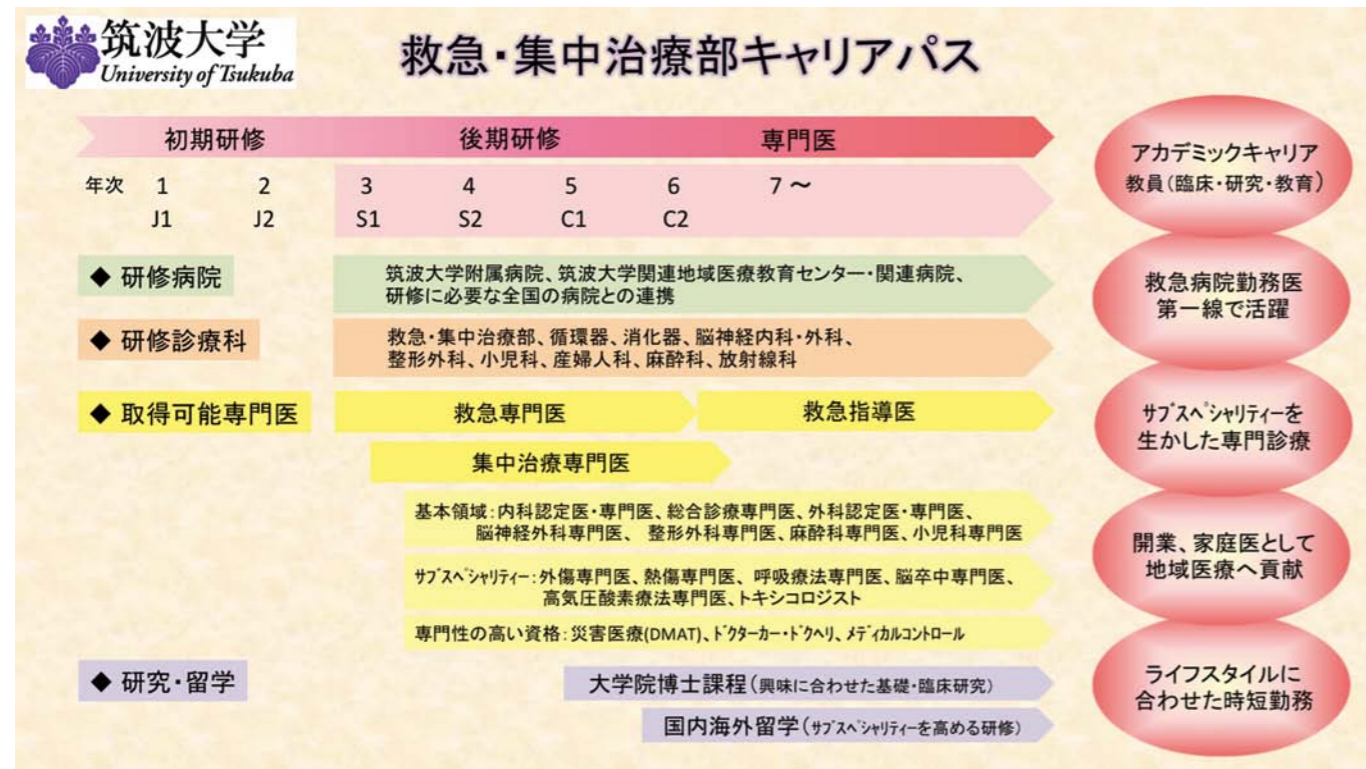 筑波大学
University of Tsukuba
救急・集中治療部キャリアパス
初期研修 後期研修 専門医
年次 1 2 3 4 5 6 7 〜
J1 J2 S1 S2 C1 C2
◆ 研修病院
筑波大学附属病院、筑波大学関連地域医療教育センター・関連病院、
研修に必要な全国の病院との連携
◆ 研修診療科
救急・集中治療部、循環器、消化器、脳神経内科・外科、
整形外科、小児科、産婦人科、麻酔科、放射線科
◆ 取得可能専門医
救急専門医 救急指導医
集中治療専門医
基本領域:内科認定医・専門医、総合診療専門医、外科認定医・専門医、
脳神経外科専門医、 整形外科専門医、麻酔科専門医、小児科専門医
サブスペシャリティー:外傷専門医、熱傷専門医、 呼吸療法専門医、脳卒中専門医、
高気圧酸素療法専門医、トキシコロジスト
専門性の高い資格:災害医療(DMAT)、ドクターカー・ドクヘリ、メディカルコントロール
◆ 研究・留学
大学院博士課程(興味に合わせた基礎・臨床研究)
国内海外留学(サブスペシャリティーを高める研修)
アカデミックキャリア
教員(臨床・研究・教育)
救急病院勤務医
第一線で活躍
サブスペシャリティーを
生かした専門診療
開業、家庭医として
地域医療へ貢献
ライフスタイルに
合わせた時短勤務